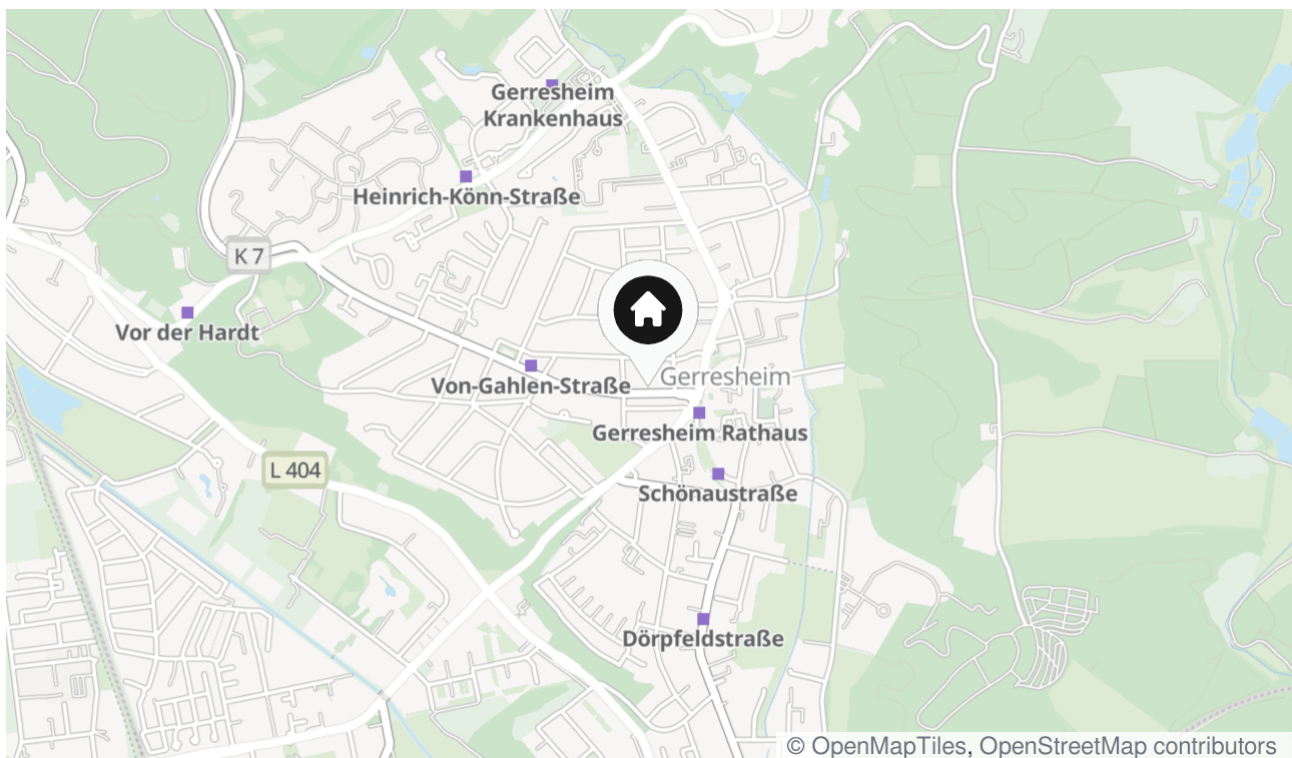 Gerresheim
Krankenhaus
Heinrich-Könn-Straße
K 7
Vor der Hardt
Von-Gahlen-Straße
Gerresheim
Gerresheim Rathaus
L 404
Schönaustraße
Dörpfeldstraße
© OpenMapTiles, OpenStreetMap contributors